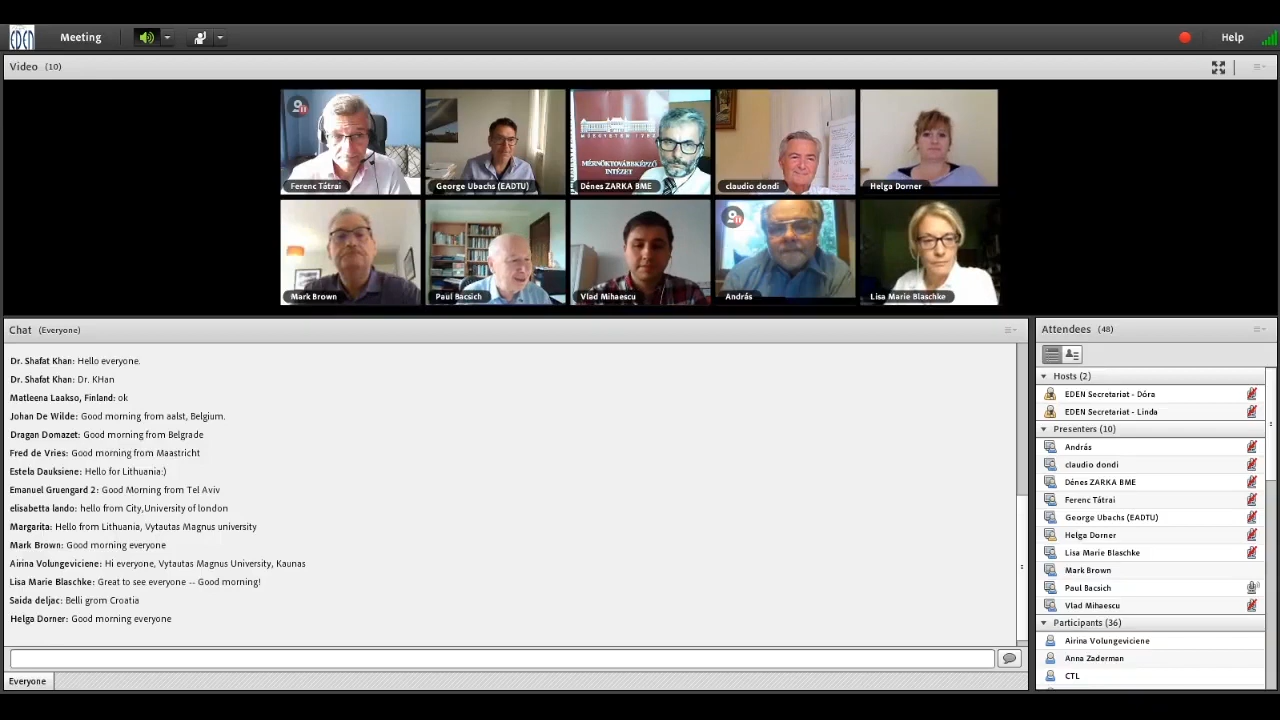 EDEN
Meeting
Help
Video (10)
MŰEGYETEM 1782
MÉRNÖKTOVÁBBKÉPZŐ
INTÉZET
Ferenc Tátrai
George Ubachs (EADTU)
Dénes ZARKA BME
claudio dondi
Helga Dorner
Mark Brown
Paul Bacsich
Vlad Mihaescu
András
Lisa Marie Blaschke
Chat (Everyone)
Dr. Shafat Khan: Hello everyone.
Dr. Shafat Khan: Dr. KHan
Matleena Laakso, Finland: ok
Johan De Wilde: Good morning from aalst, Belgium.
Dragan Domazet: Good morning from Belgrade
Fred de Vries: Good morning from Maastricht
Estela Dauksiene: Hello for Lithuania:)
Emanuel Gruengard 2: Good Morning from Tel Aviv
elisabetta lando: hello from City,University of london
Margarita: Hello from Lithuania, Vytautas Magnus university
Mark Brown: Good morning everyone
Airina Volungeviciene: Hi everyone, Vytautas Magnus University, Kaunas
Lisa Marie Blaschke: Great to see everyone -- Good morning!
Saida deljac: Belli grom Croatia
Helga Dorner: Good morning everyone
Everyone
Attendees (48)
Hosts (2)
EDEN Secretariat - Dóra
EDEN Secretariat - Linda
Presenters (10)
András
claudio dondi
Dénes ZARKA BME
Ferenc Tátrai
George Ubachs (EADTU)
Helga Dorner
Lisa Marie Blaschke
Mark Brown
Paul Bacsich
Vlad Mihaescu
Participants (36)
Airina Volungeviciene
Anna Zaderman
CTL